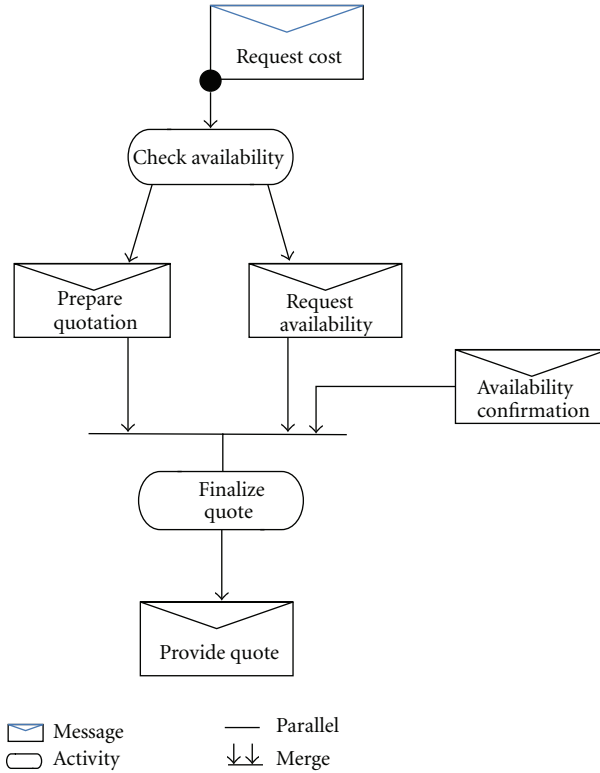 Request cost
Check availability
Prepare
quotation
Request
availability
Availability
confirmation
Finalize
quote
Provide quote
Message
Parallel
Activity
Merge